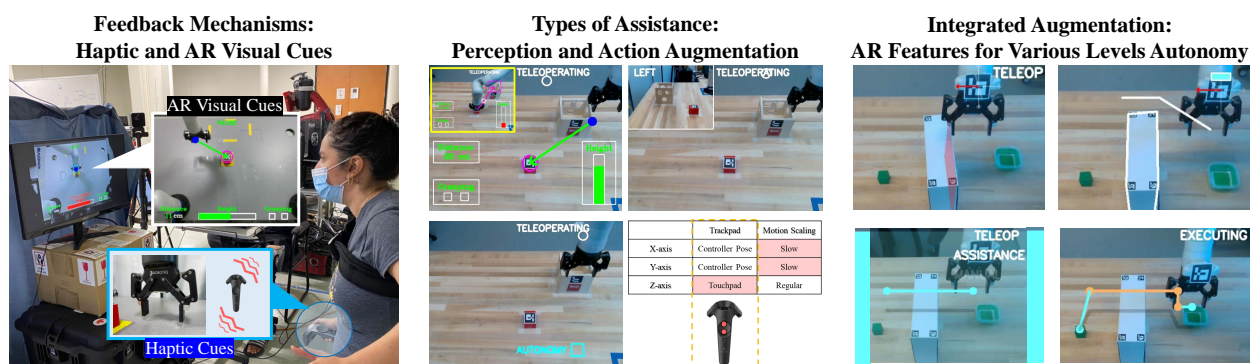 Feedback Mechanisms:
Haptic and AR Visual Cues
AR Visual Cues
Height
Haptic Cues
Types of Assistance:
Perception and Action Augmentation
TELEOPERATING
Height
LEFT
TELEOPERATING
TELEOPERATING
AUTONOMY
Trackpad Motion Scaling
X-axis Controller Pose Slow
Y-axis Controller Pose Slow
Z-axis Touchpad Regular
Integrated Augmentation:
AR Features for Various Levels Autonomy
TELEOP
TELEOP
ASSISTANCE
EXECUTING